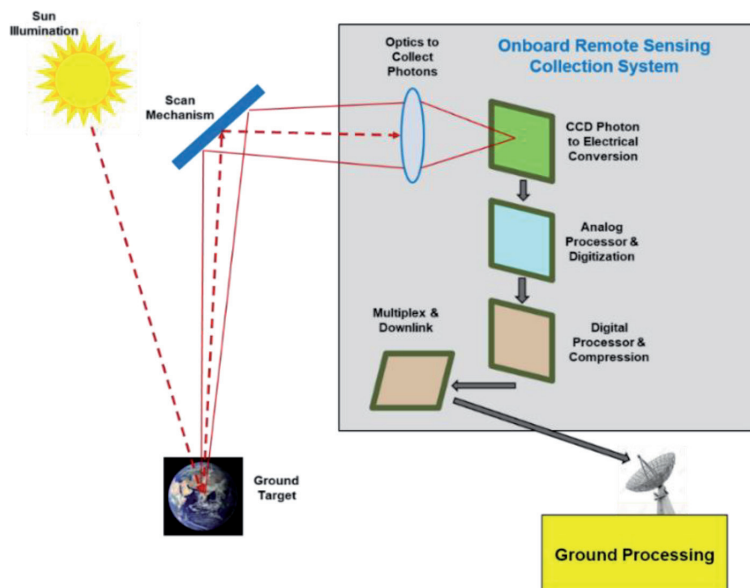 Sun
Illumination
Scan
Mechanism
Optics to
Collect
Photons
Onboard Remote Sensing
Collection System
CCD Photon
to Electrical
Conversion
Analog
Processor &
Digitization
Multiplex &
Downlink
Digital
Processor &
Compression
Ground
Target
Ground Processing